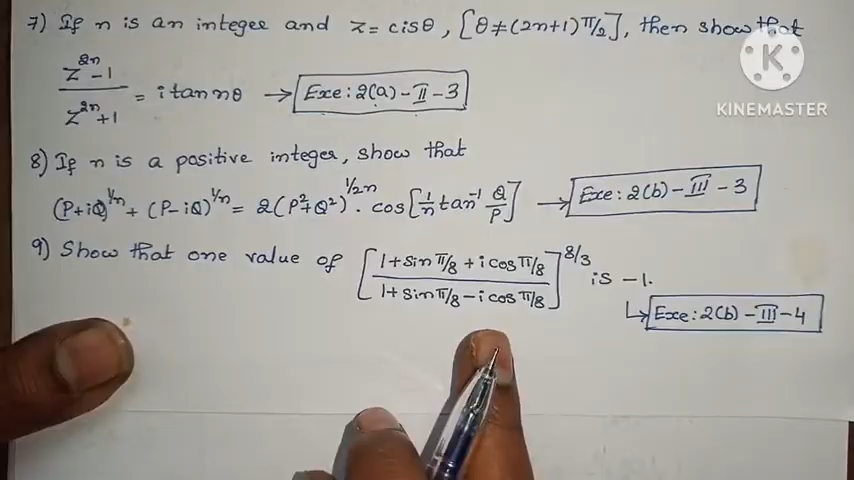 7) If n is an integer and z = cisθ, [θ ≠ (2n+1)π/2], then show that
z^2n - 1 / z^2n + 1 = i tan nθ → Exe: 2(a) - II - 3
8) If n is a positive integer, show that
(P+iQ)^1/n + (P-iQ)^1/n = 2(P²+Q²)^1/2n . cos[1/n tan⁻¹ Q/P] → Exe: 2(b) - III - 3
9) Show that one value of [1+sin π/8 + i cos π/8 / 1+sin π/8 - i cos π/8]^8/3 is -1.
↳ Exe: 2(b) - III - 4
KINEMASTER